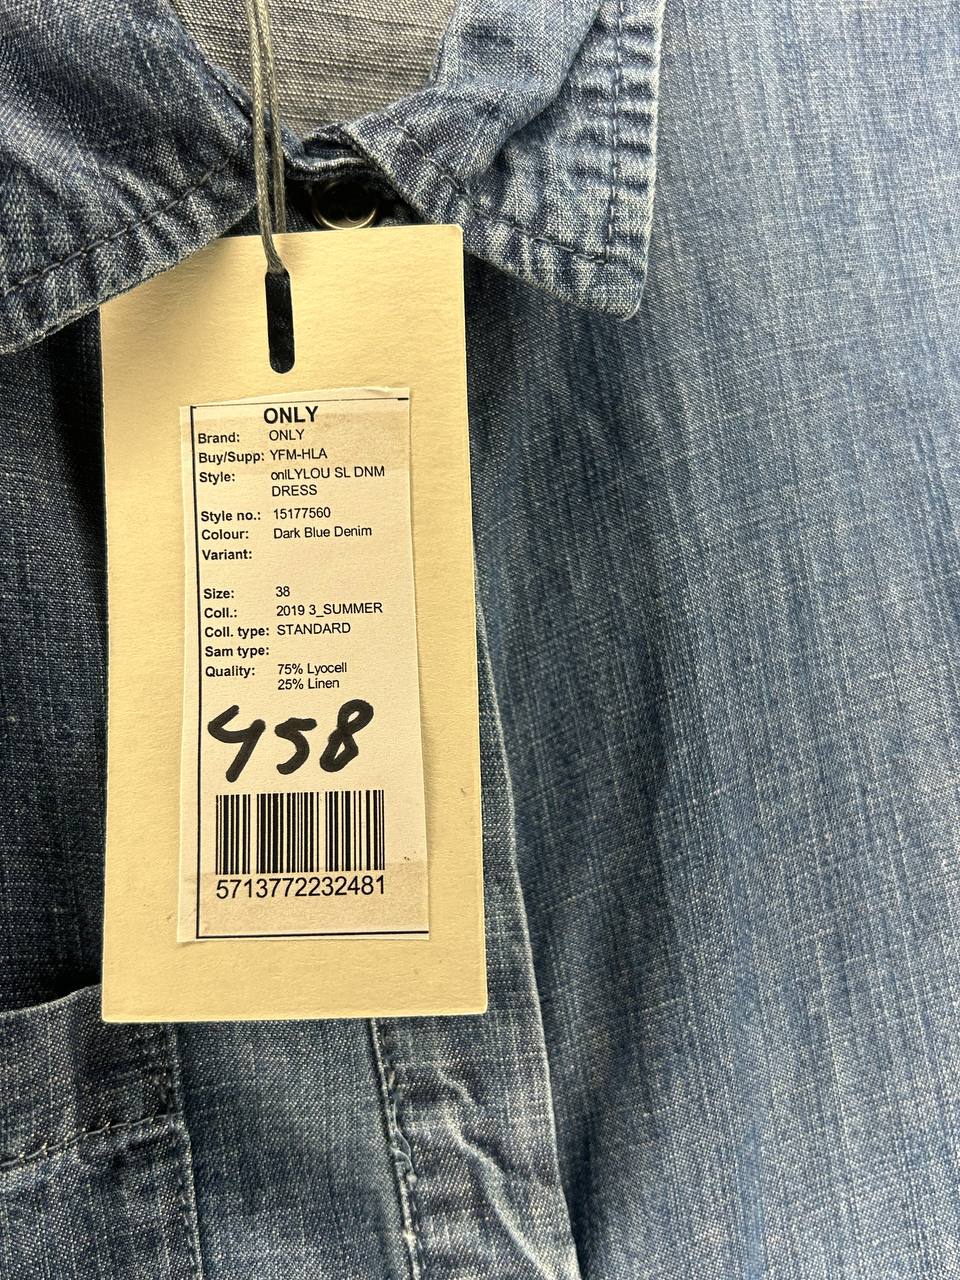 ONLY
Brand: ONLY
Buy/Supp: YFM-HLA
Style: onlLYLOU SL DNM
DRESS
Style no.: 15177560
Colour: Dark Blue Denim
Variant:
Size: 38
Coll.: 2019 3_SUMMER
Coll. type: STANDARD
Sam type:
Quality: 75% Lyocell
25% Linen
458
5713772232481